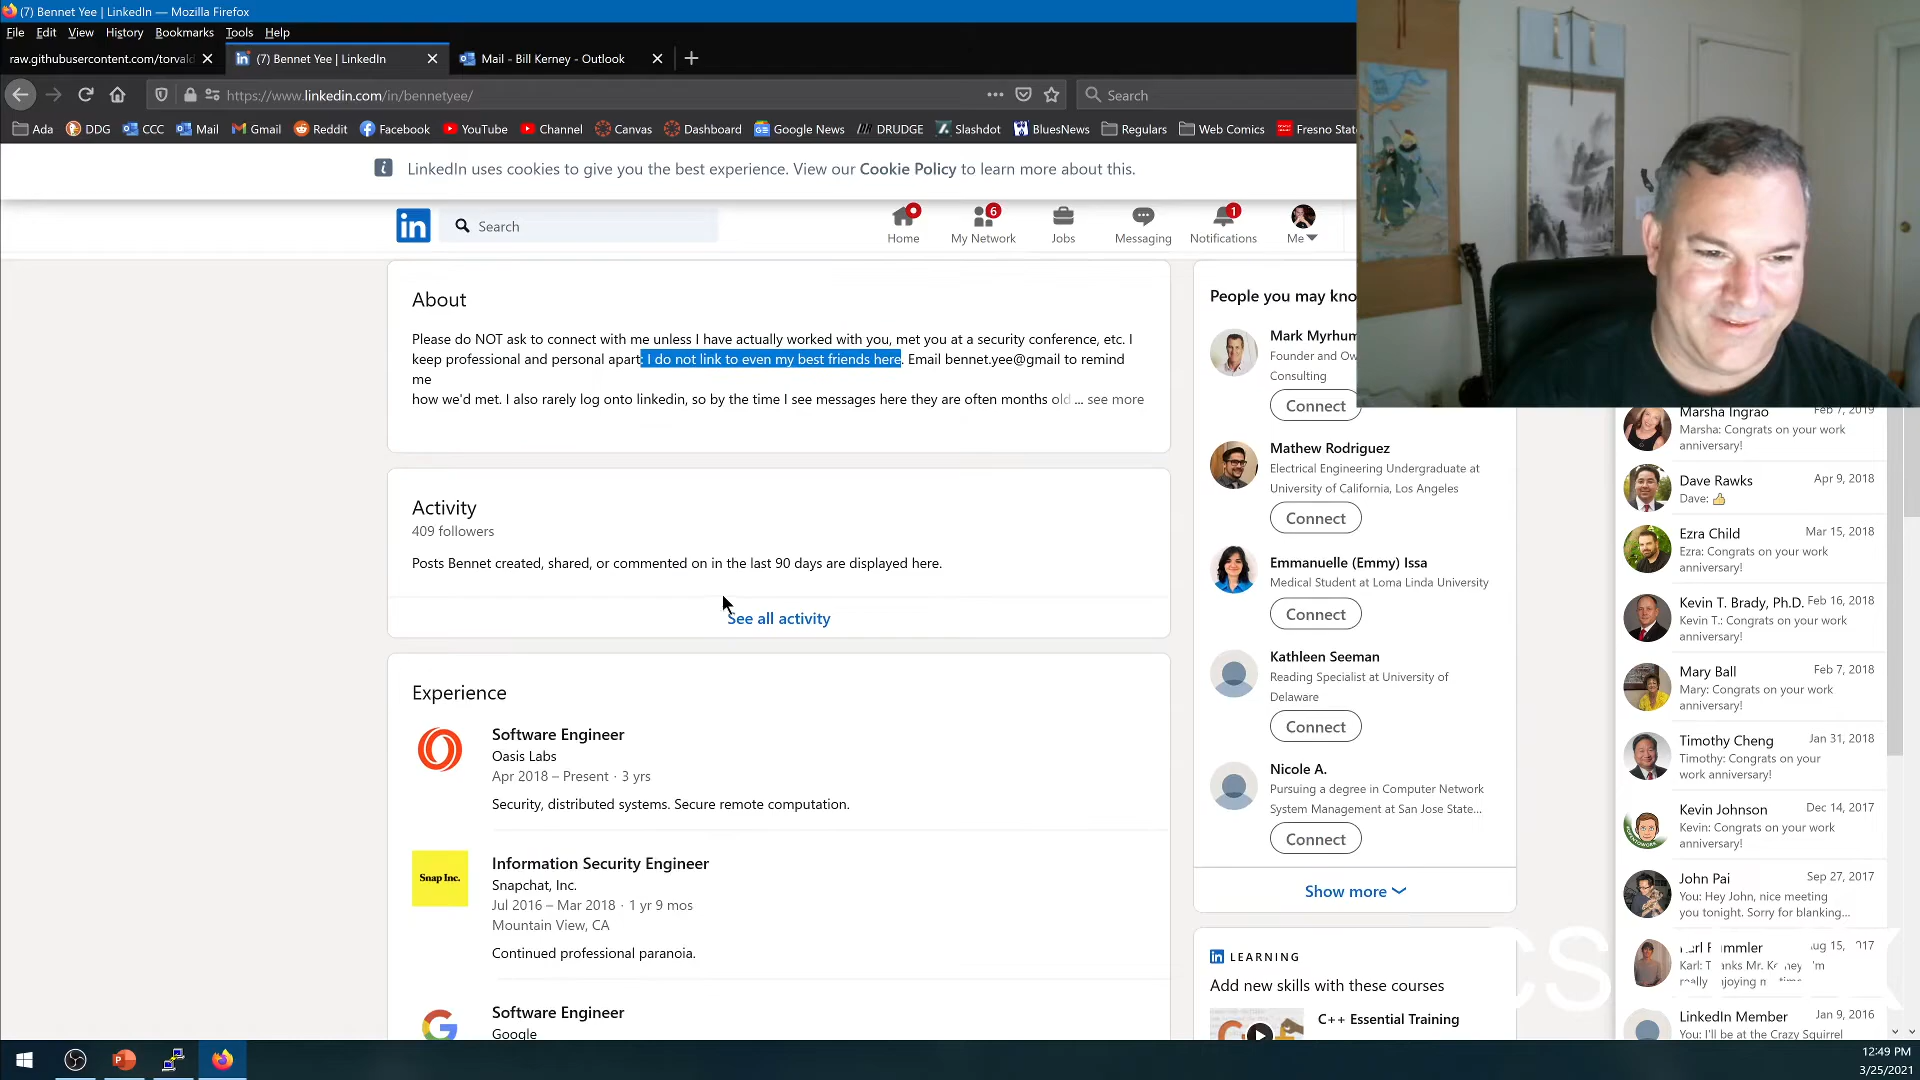 (7) Bennet Yee | LinkedIn — Mozilla Firefox
File Edit View History Bookmarks Tools Help
raw.githubusercontent.com/torvald
(7) Bennet Yee | LinkedIn
Mail - Bill Kerney - Outlook
https://www.linkedin.com/in/bennetyee/
Search
Ada DDG CCC Mail Gmail Reddit Facebook YouTube Channel Canvas Dashboard Google News DRUDGE Slashdot BluesNews Regulars Web Comics Fresno Stat
LinkedIn uses cookies to give you the best experience. View our Cookie Policy to learn more about this.
in
Search
6
1
Home My Network Jobs Messaging Notifications Me
About
Please do NOT ask to connect with me unless I have actually worked with you, met you at a security conference, etc. I
keep professional and personal apart: I do not link to even my best friends here. Email bennet.yee@gmail to remind
me
how we'd met. I also rarely log onto linkedin, so by the time I see messages here they are often months old ... see more
Activity
409 followers
Posts Bennet created, shared, or commented on in the last 90 days are displayed here.
See all activity
Experience
Software Engineer
Oasis Labs
Apr 2018 – Present · 3 yrs
Security, distributed systems. Secure remote computation.
Snap Inc.
Information Security Engineer
Snapchat, Inc.
Jul 2016 – Mar 2018 · 1 yr 9 mos
Mountain View, CA
Continued professional paranoia.
Software Engineer
Google
People you may kno
Mark Myrhum
Founder and Ow
Consulting
Connect
Mathew Rodriguez
Electrical Engineering Undergraduate at
University of California, Los Angeles
Connect
Emmanuelle (Emmy) Issa
Medical Student at Loma Linda University
Connect
Kathleen Seeman
Reading Specialist at University of
Delaware
Connect
Nicole A.
Pursuing a degree in Computer Network
System Management at San Jose State...
Connect
Show more
in LEARNING
Add new skills with these courses
C++ Essential Training
Marsha Ingrao Feb 7, 2019
Marsha: Congrats on your work
anniversary!
Dave Rawks Apr 9, 2018
Dave: 👍
Ezra Child Mar 15, 2018
Ezra: Congrats on your work
anniversary!
Kevin T. Brady, Ph.D. Feb 16, 2018
Kevin T.: Congrats on your work
anniversary!
Mary Ball Feb 7, 2018
Mary: Congrats on your work
anniversary!
Timothy Cheng Jan 31, 2018
Timothy: Congrats on your
work anniversary!
Kevin Johnson Dec 14, 2017
Kevin: Congrats on your work
anniversary!
John Pai Sep 27, 2017
You: Hey John, nice meeting
you tonight. Sorry for blanking...
Karl: Mr.
LinkedIn Member Jan 9, 2016
You: I'll be at the Crazy Squirrel
12:49 PM
3/25/2021